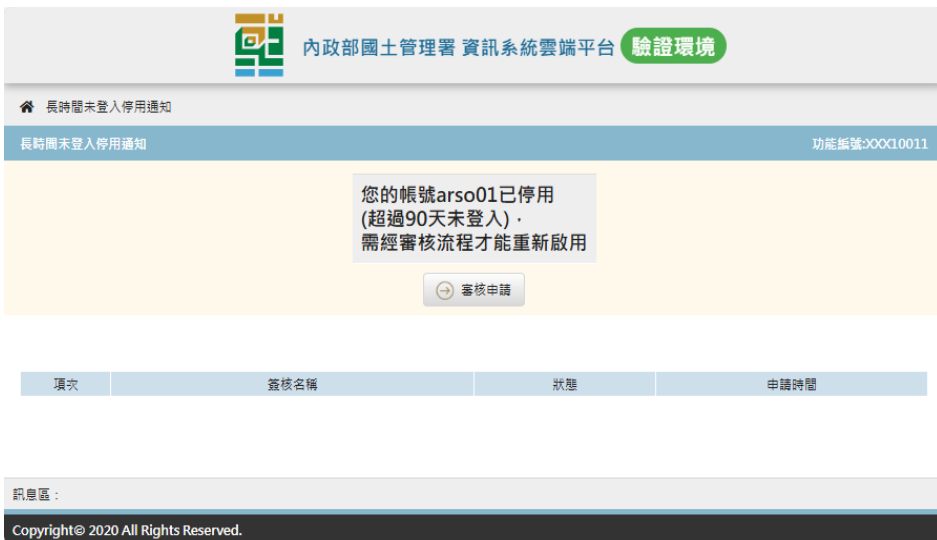 內政部國土管理署 資訊系統雲端平台 驗證環境
長時間未登入停用通知
長時間未登入停用通知 功能編號:XXX10011
您的帳號arso01已停用
(超過90天未登入)，
需經審核流程才能重新啟用
審核申請
項次 簽核名稱 狀態 申請時間
訊息區：
Copyright© 2020 All Rights Reserved.